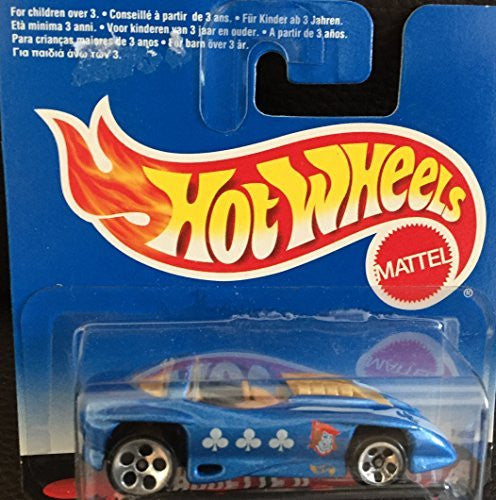 For children over 3. • Conseillé à partir de 3 ans. • Für Kinder ab 3 Jahren.
Età minima 3 anni. • Voor kinderen van 3 jaar en ouder. • A partir de 3 años.
Para crianças maiores de 3 anos • For barn over 3 år.
Για παιδιά άνω των 3.
HOT WHEELS
MATTEL
®